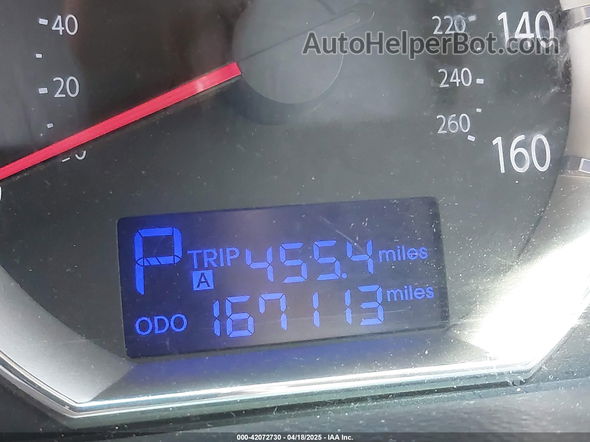 40
220
140
AutoHelperBot.com
20
240
260
160
P
TRIP 455.4 miles
A
ODO 167113 miles
000-42072730 - 04/18/2025 - IAA Inc.